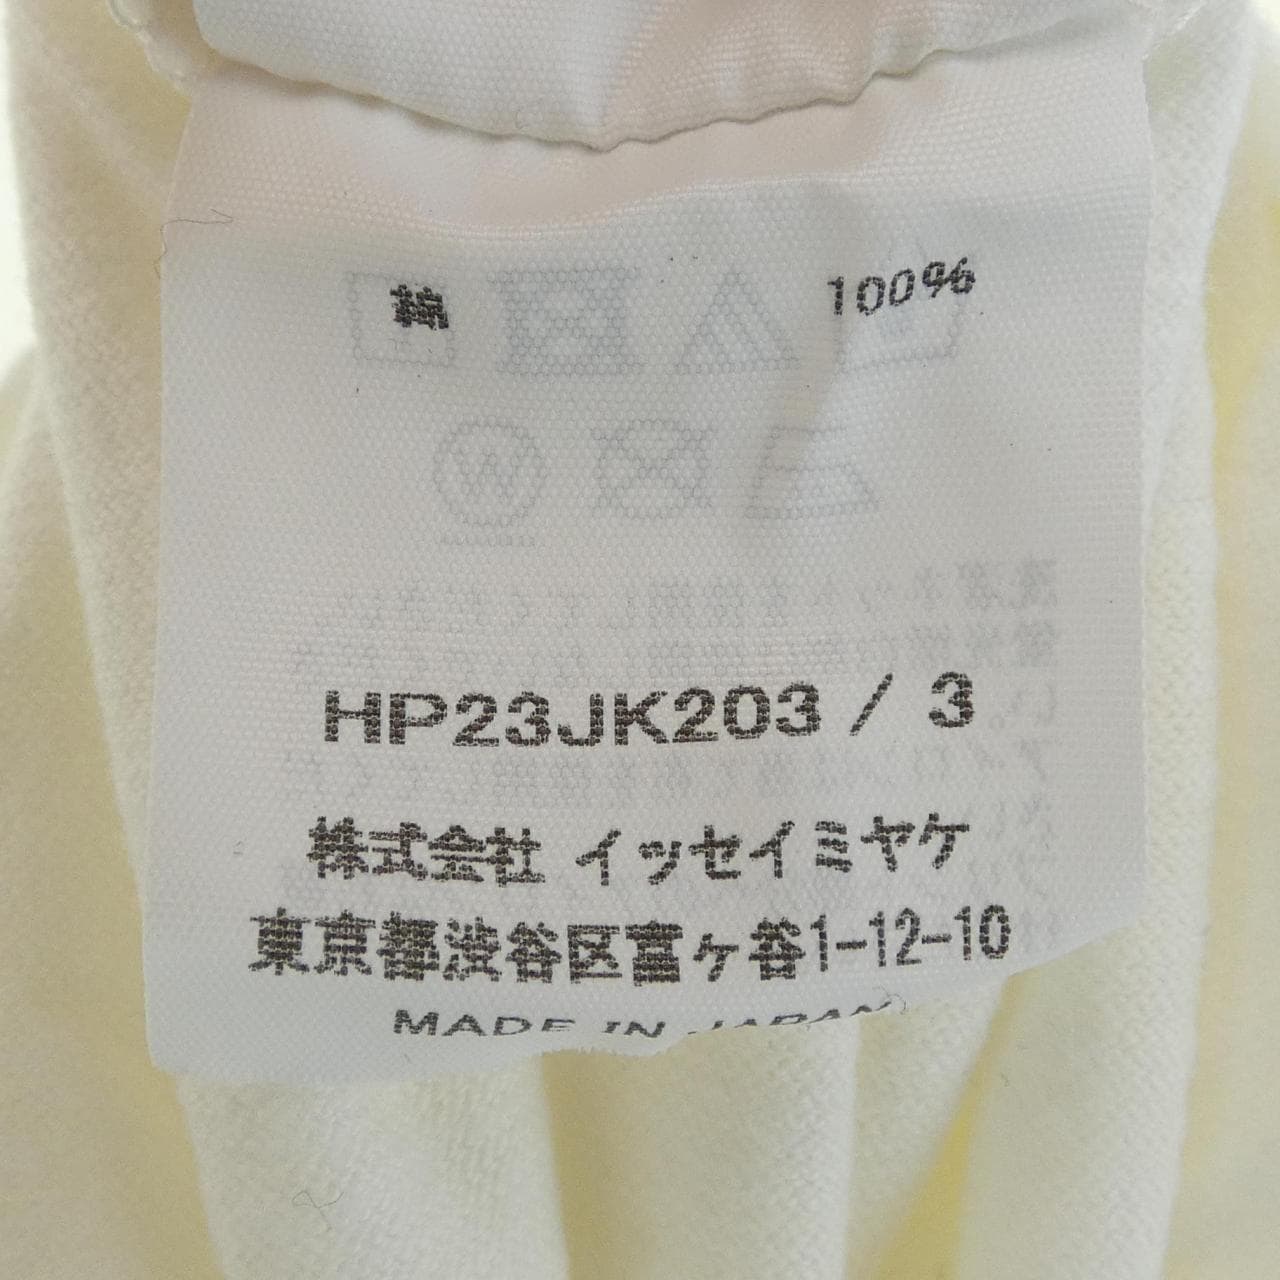 綿 100%
HP23JK203 / 3
株式会社 イッセイミヤケ
東京都渋谷区富ヶ谷1-12-10
MADE IN JAPAN